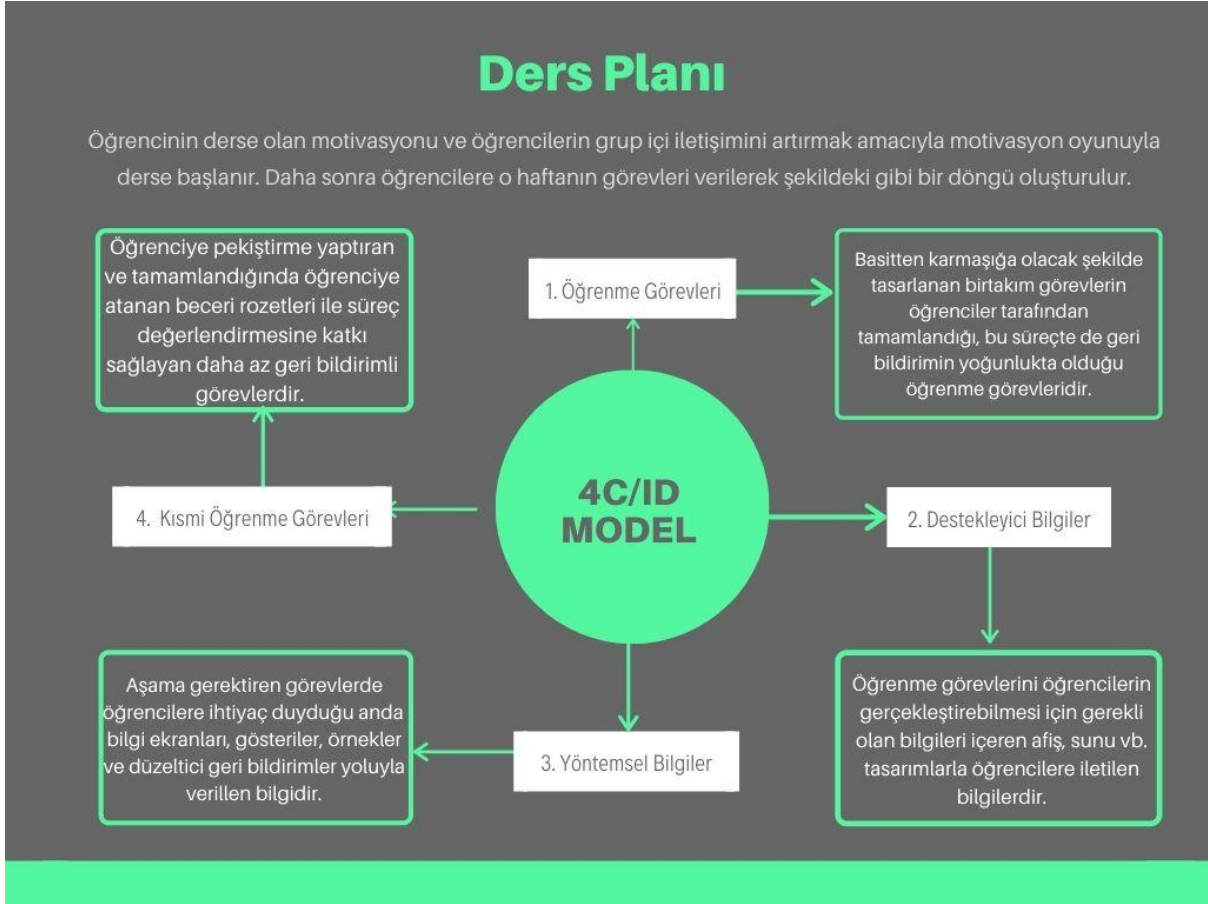 Ders Planı
Öğrencinin derse olan motivasyonu ve öğrencilerin grup içi iletişimini artırmak amacıyla motivasyon oyunuyla
derse başlanır. Daha sonra öğrencilere o haftanın görevleri verilerek şekildeki gibi bir döngü oluşturulur.
Öğrenciye pekiştirme yaptıran
ve tamamlandığında öğrenciye
atanan beceri rozetleri ile süreç
değerlendirmesine katkı
sağlayan daha az geri bildirimli
görevlerdir.
1. Öğrenme Görevleri
Basitten karmaşığa olacak şekilde
tasarlanan birtakım görevlerin
öğrenciler tarafından
tamamlandığı, bu süreçte de geri
bildirimin yoğunlukta olduğu
öğrenme görevleridir.
4. Kısmi Öğrenme Görevleri
4C/ID
MODEL
2. Destekleyici Bilgiler
Aşama gerektiren görevlerde
öğrencilere ihtiyaç duyduğu anda
bilgi ekranları, gösteriler, örnekler
ve düzeltici geri bildirimler yoluyla
verillen bilgidir.
3. Yöntemsel Bilgiler
Öğrenme görevlerini öğrencilerin
gerçekleştirebilmesi için gerekli
olan bilgileri içeren afiş, sunu vb.
tasarımlarla öğrencilere iletilen
bilgilerdir.